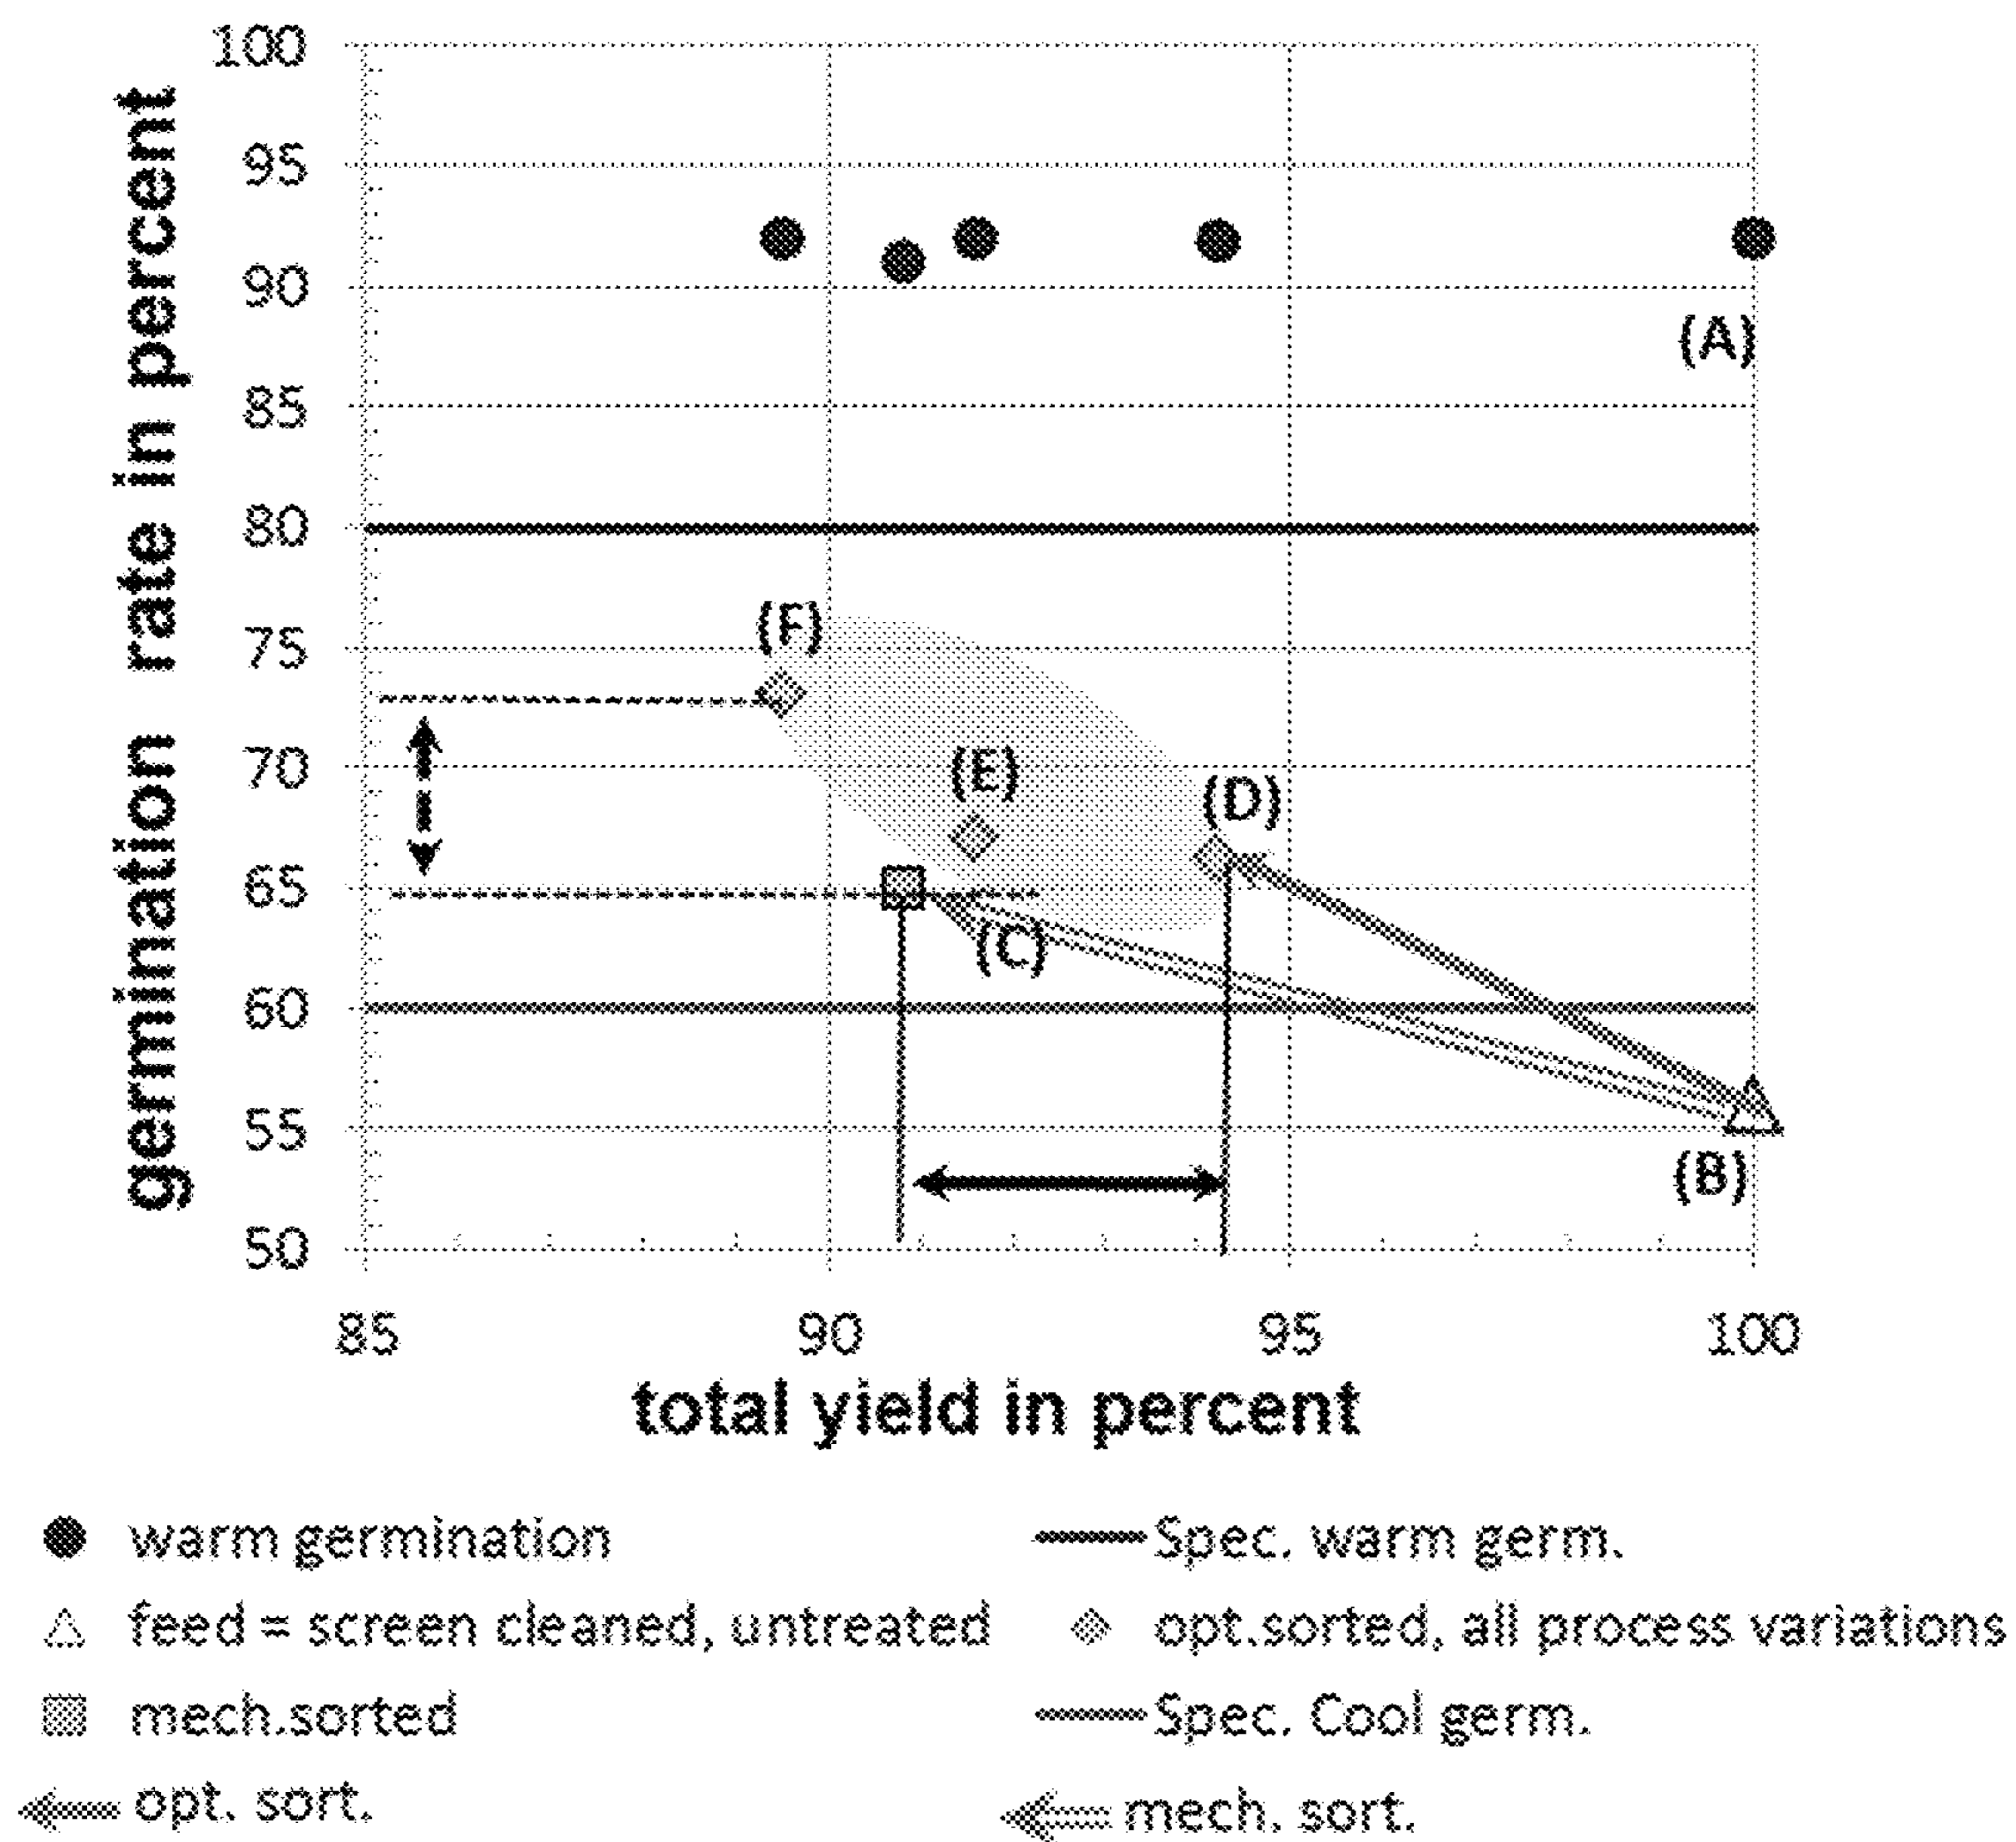 100
95
90
(A)
85
80
(F)
75
70
(E)
(D)
65
(C)
60
55
(B)
50
germination rate in percent
85 90 95 100
total yield in percent
warm germination
Spec. warm germ.
feed = screen cleaned, untreated
opt.sorted, all process variations
mech.sorted
Spec. Cool germ.
opt. sort.
mech. sort.